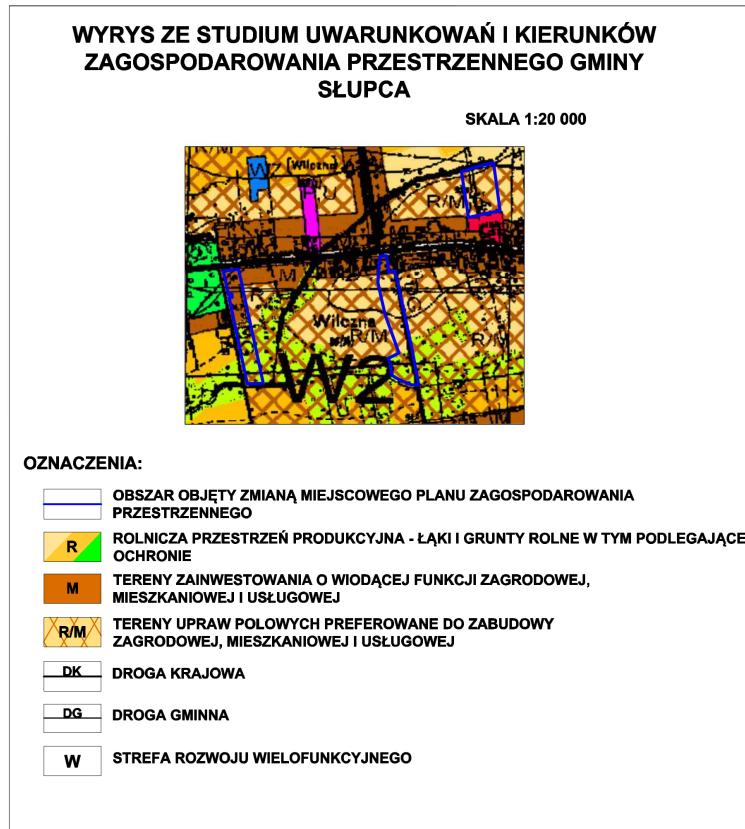 WYRYS ZE STUDIUM UWARUNKOWAŃ I KIERUNKÓW
ZAGOSPODAROWANIA PRZESTRZENNEGO GMINY
SŁUPCA
SKALA 1:20 000
R/M
WZ
(Wilczna)
P/U
R/M
M
Wilczna
R/M
R/M
W2
OZNACZENIA:
OBSZAR OBJĘTY ZMIANĄ MIEJSCOWEGO PLANU ZAGOSPODAROWANIA
PRZESTRZENNEGO
R
ROLNICZA PRZESTRZEŃ PRODUKCYJNA - ŁĄKI I GRUNTY ROLNE W TYM PODLEGAJĄCE
OCHRONIE
M
TERENY ZAINWESTOWANIA O WIODĄCEJ FUNKCJI ZAGRODOWEJ,
MIESZKANIOWEJ I USŁUGOWEJ
R/M
TERENY UPRAW POLOWYCH PREFEROWANE DO ZABUDOWY
ZAGRODOWEJ, MIESZKANIOWEJ I USŁUGOWEJ
DK
DROGA KRAJOWA
DG
DROGA GMINNA
W
STREFA ROZWOJU WIELOFUNKCYJNEGO